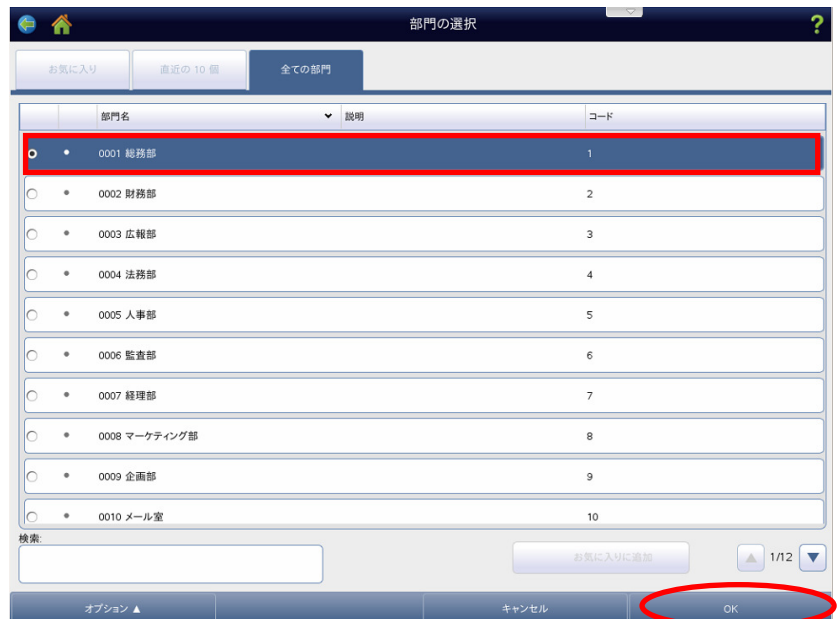 部門の選択 ?
お気に入り 直近の 10 個 全ての部門
部門名 説明 コード
0001 総務部 1
0002 財務部 2
0003 広報部 3
0004 法務部 4
0005 人事部 5
0006 監査部 6
0007 経理部 7
0008 マーケティング部 8
0009 企画部 9
0010 メール室 10
検索:
お気に入りに追加 1/12
オプション ▲ キャンセル OK